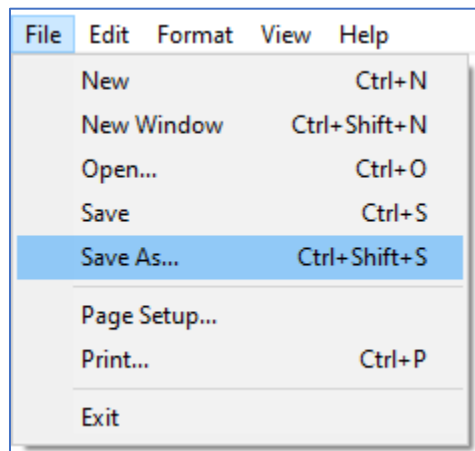 File Edit Format View Help
New Ctrl+N
New Window Ctrl+Shift+N
Open... Ctrl+O
Save Ctrl+S
Save As... Ctrl+Shift+S
Page Setup...
Print... Ctrl+P
Exit